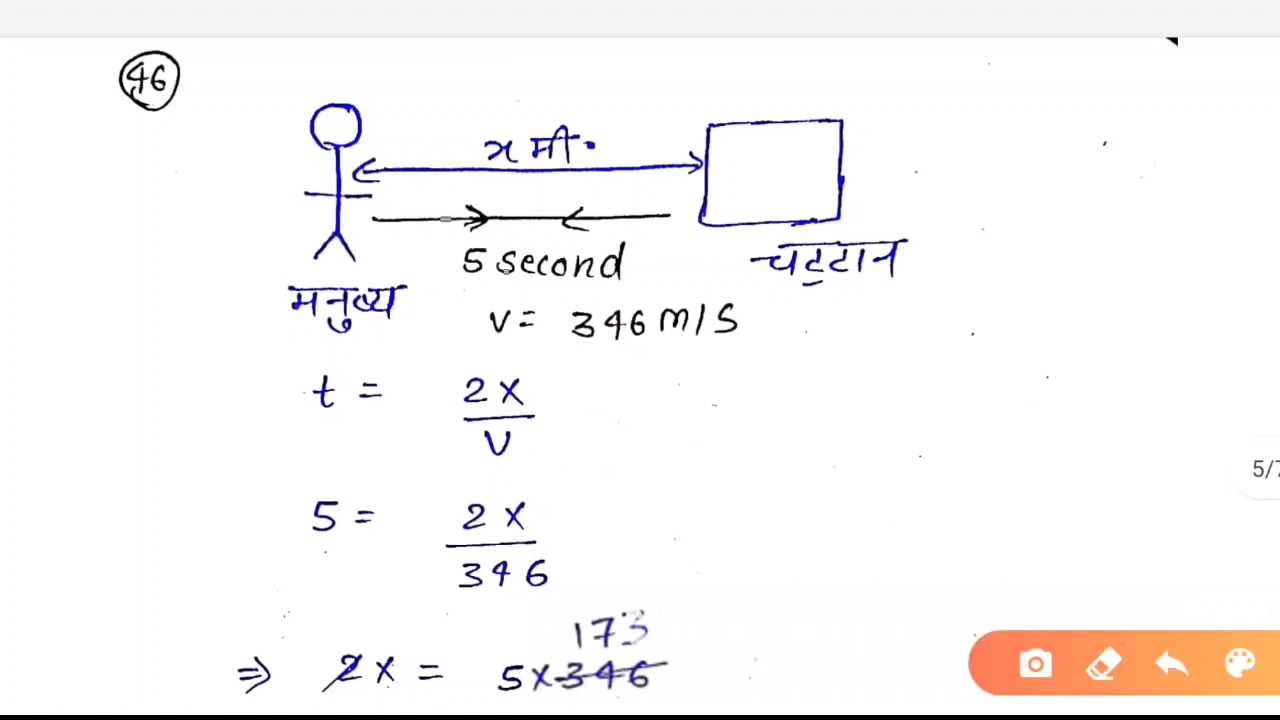 46
x मी.
5 second
चट्टान
मनुष्य
v = 346 m/s
t = 2x
v
5 = 2x
346
173
⇒ 2x = 5×346
5/7